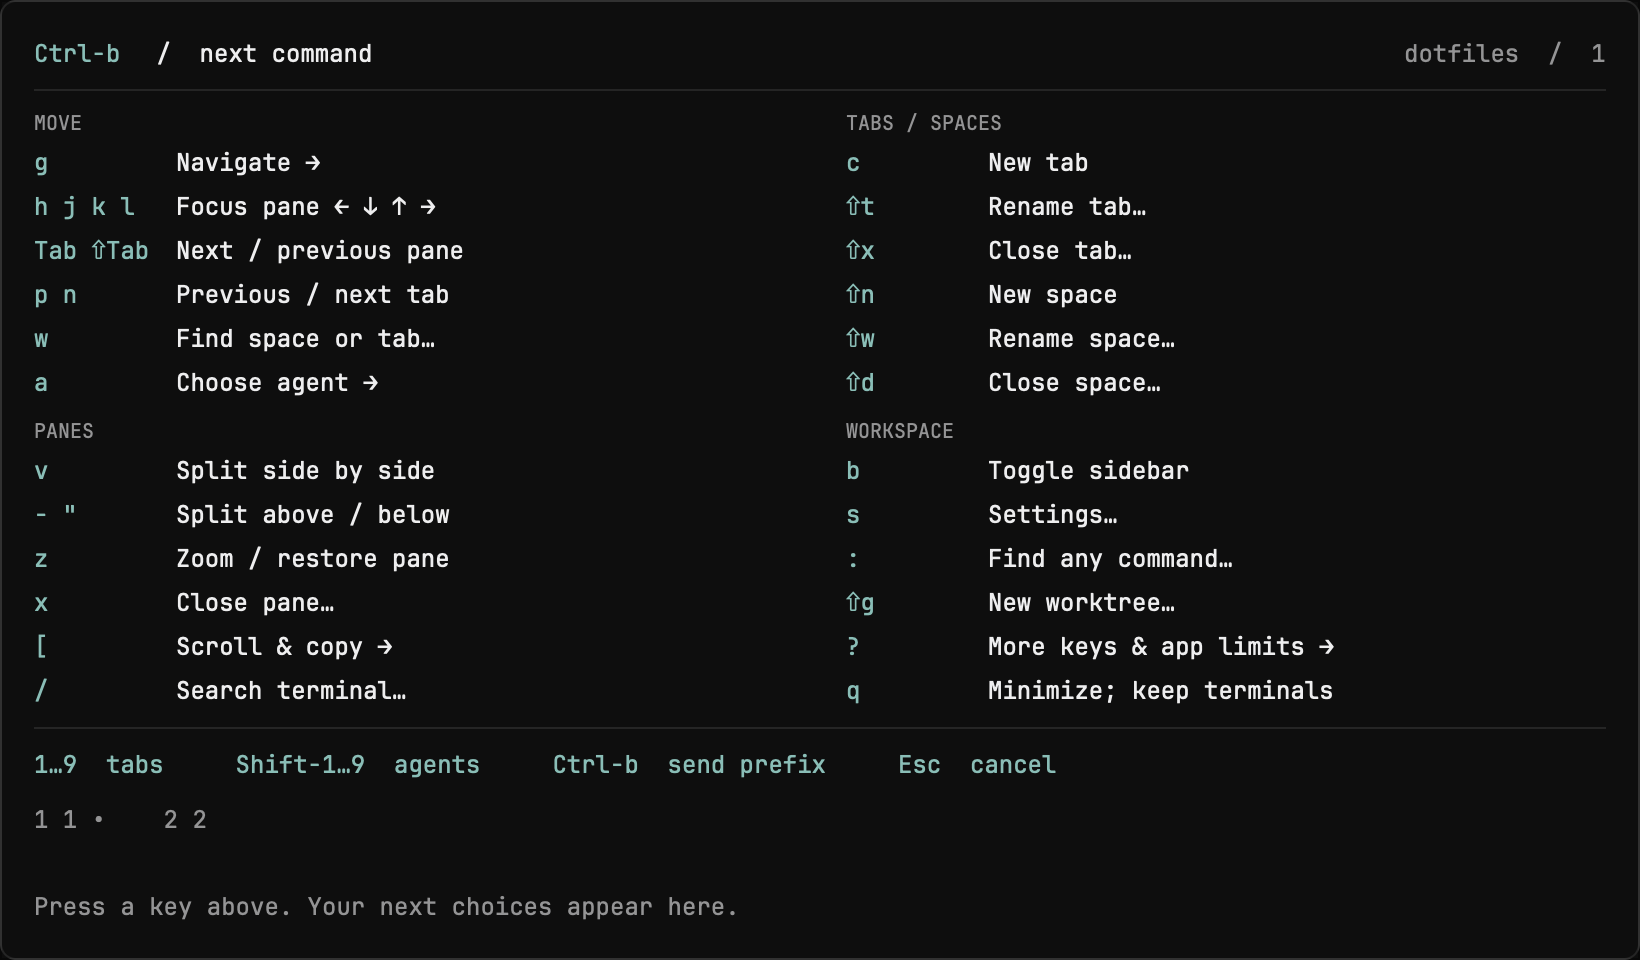 Ctrl-b / next command
dotfiles / 1
MOVE
g Navigate →
h j k l Focus pane ← ↓ ↑ →
Tab ⇧Tab Next / previous pane
p n Previous / next tab
w Find space or tab…
a Choose agent →
PANES
v Split side by side
- " Split above / below
z Zoom / restore pane
x Close pane…
[ Scroll & copy →
/ Search terminal…
TABS / SPACES
c New tab
⇧t Rename tab…
⇧x Close tab…
⇧n New space
⇧w Rename space…
⇧d Close space…
WORKSPACE
b Toggle sidebar
s Settings…
: Find any command…
⇧g New worktree…
? More keys & app limits →
q Minimize; keep terminals
1…9 tabs Shift-1…9 agents Ctrl-b send prefix Esc cancel
1 1 • 2 2
Press a key above. Your next choices appear here.